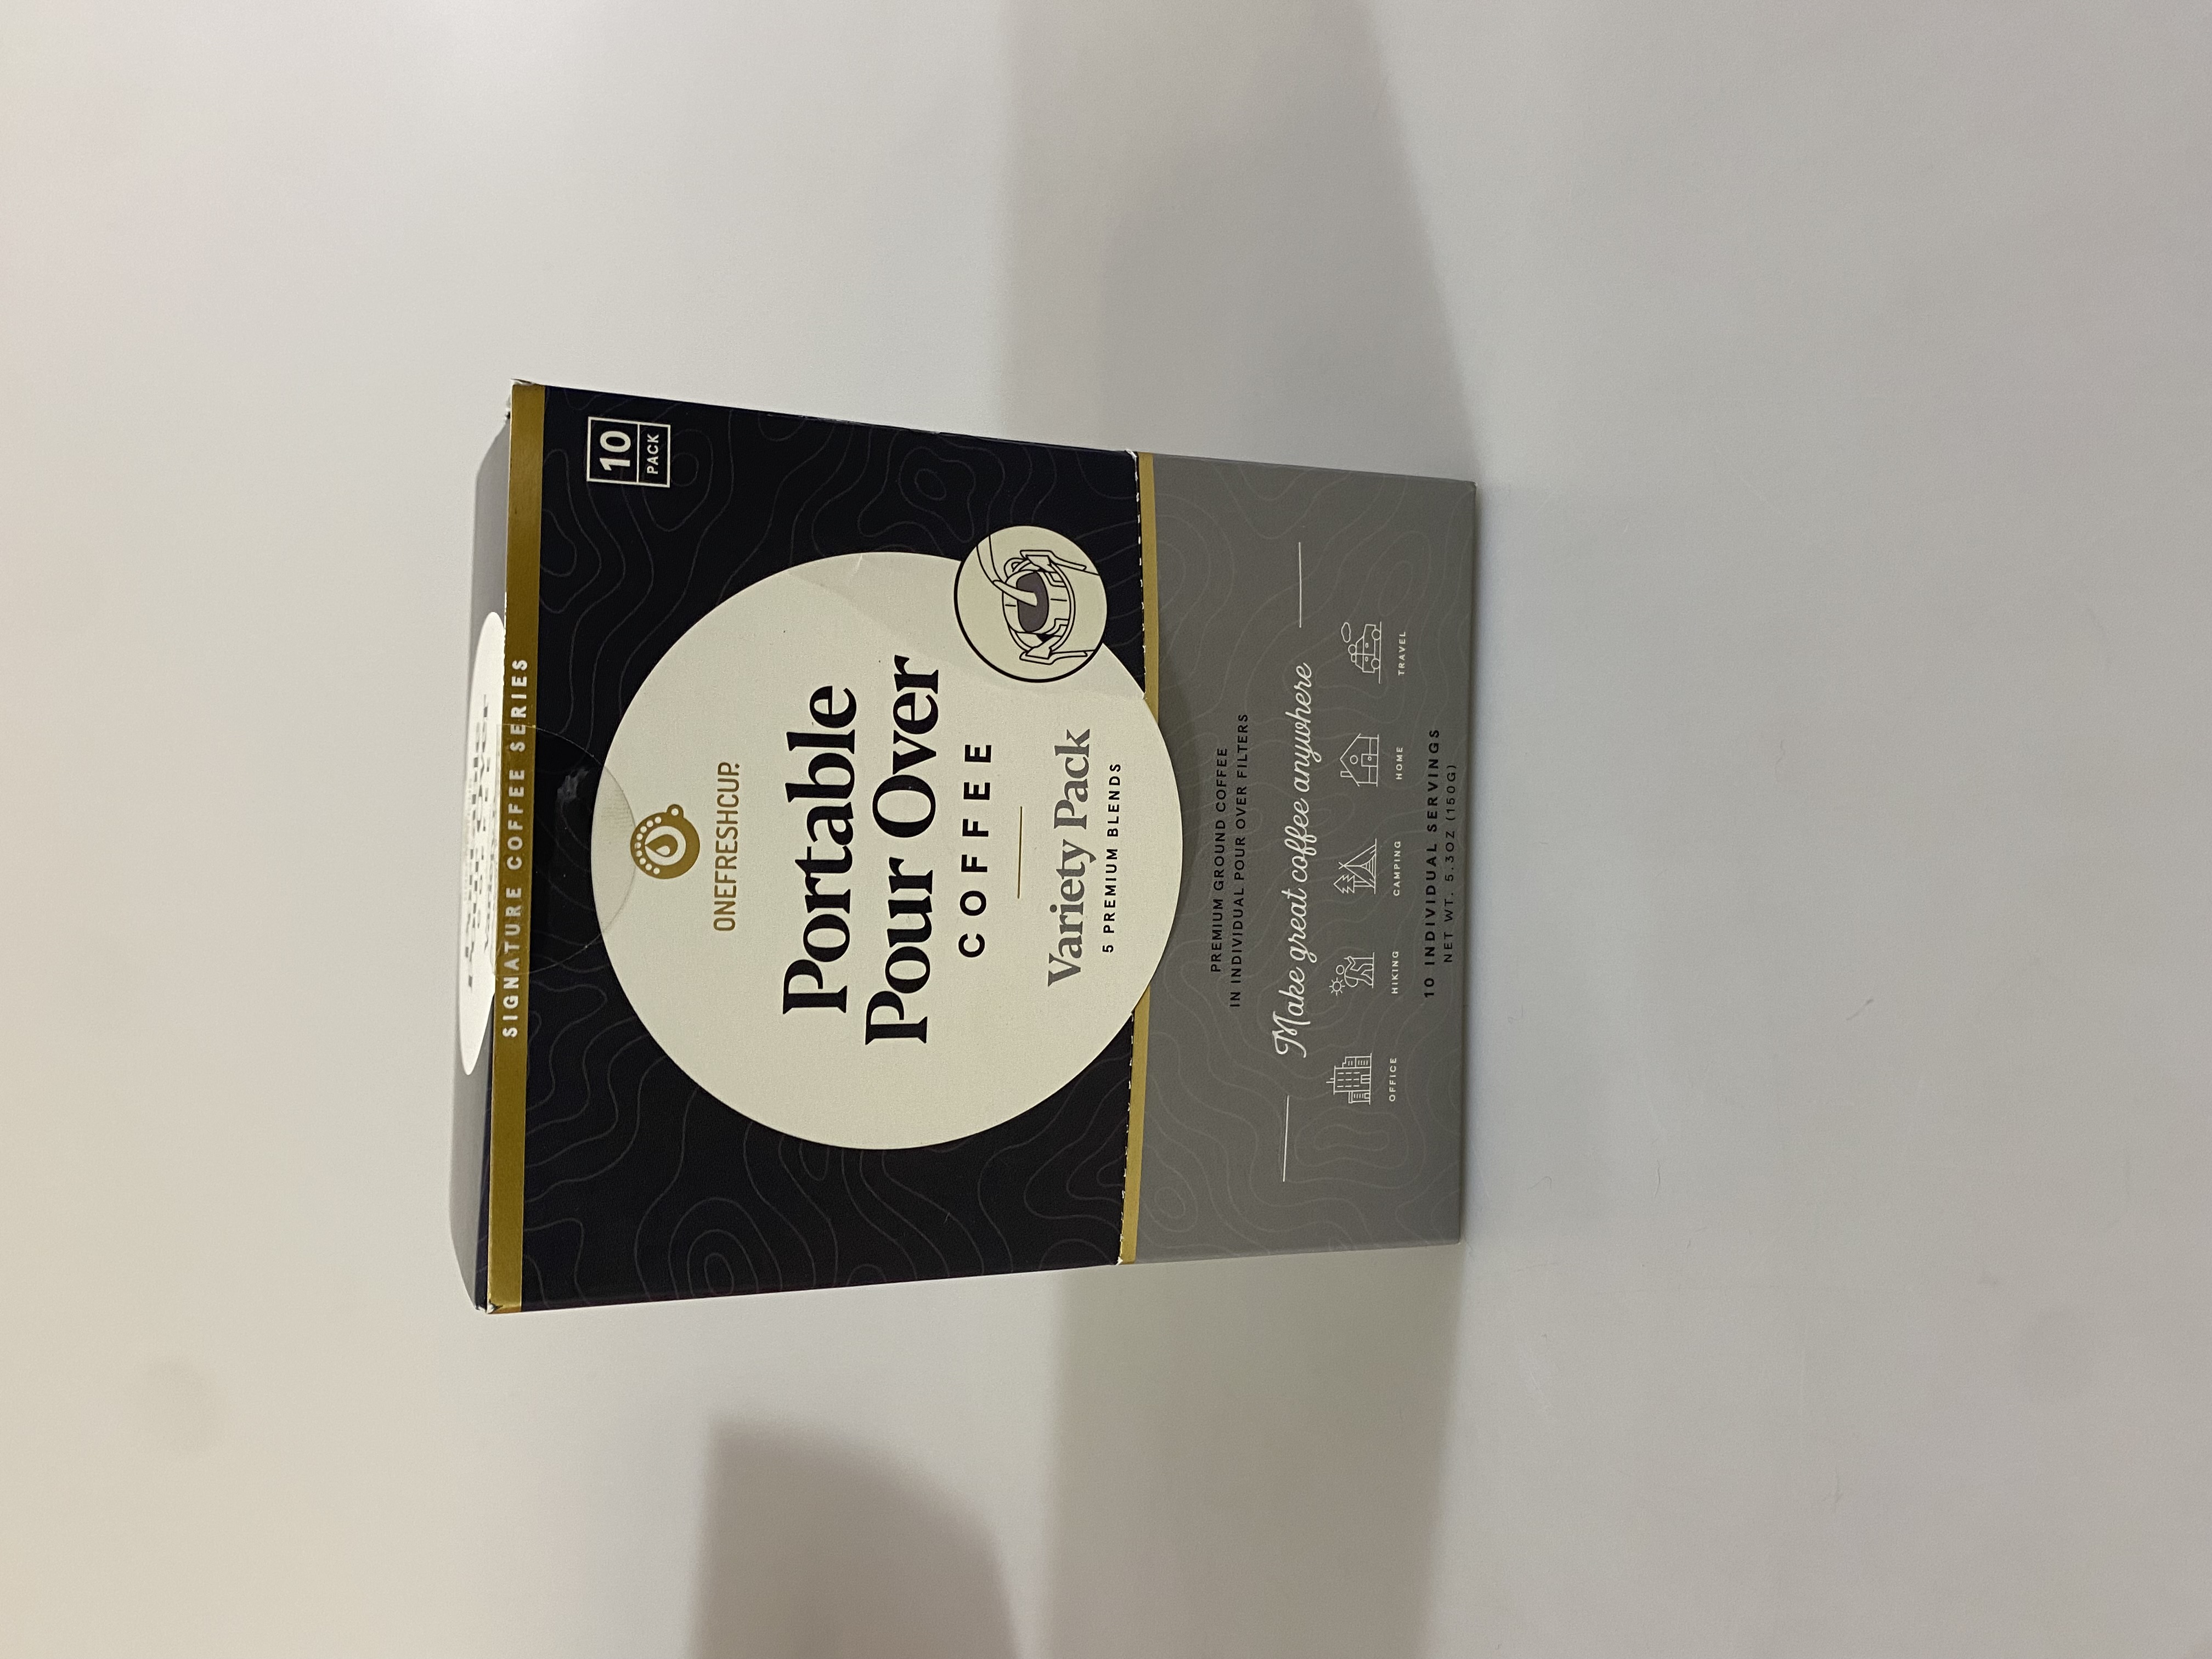 SIGNATURE COFFEE SERIES
10
PACK
ONEFRESHCUP.
Portable
Pour Over
COFFEE
Variety Pack
5 PREMIUM BLENDS
PREMIUM GROUND COFFEE
IN INDIVIDUAL POUR OVER FILTERS
Make great coffee anywhere
OFFICE
HIKING
CAMPING
HOME
TRAVEL
10 INDIVIDUAL SERVINGS
NET WT. 5.3OZ (150G)